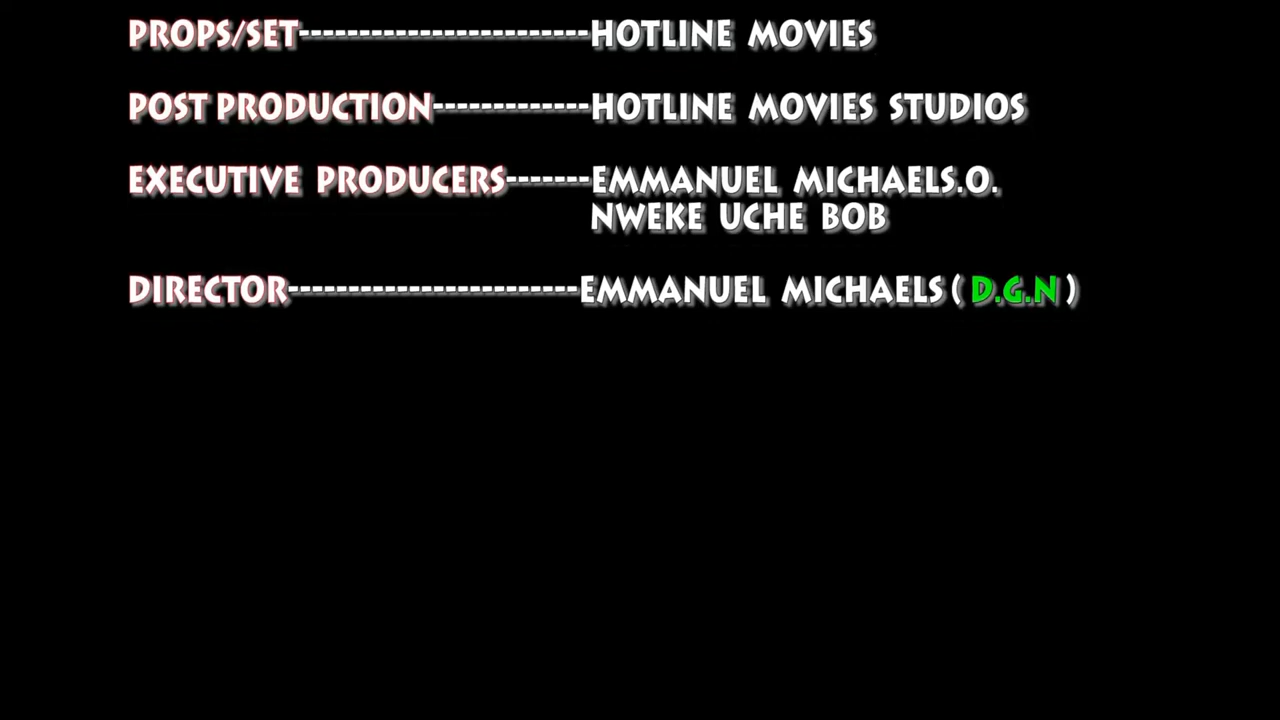 PROPS/SET------------------------HOTLINE MOVIES
POST PRODUCTION-------------HOTLINE MOVIES STUDIOS
EXECUTIVE PRODUCERS-------EMMANUEL MICHAELS.O.
NWEKE UCHE BOB
DIRECTOR------------------------EMMANUEL MICHAELS( D.G.N )